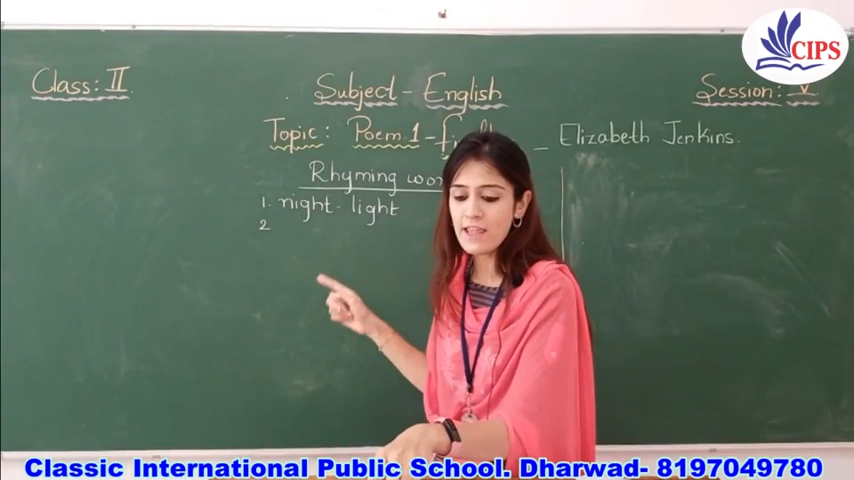 CIPS
Class: II
Subject - English
Session: V
Topic: Poem.1 -
_ Elizabeth Jenkins.
Rhyming
1. night - light
2
Classic International Public School. Dharwad- 8197049780